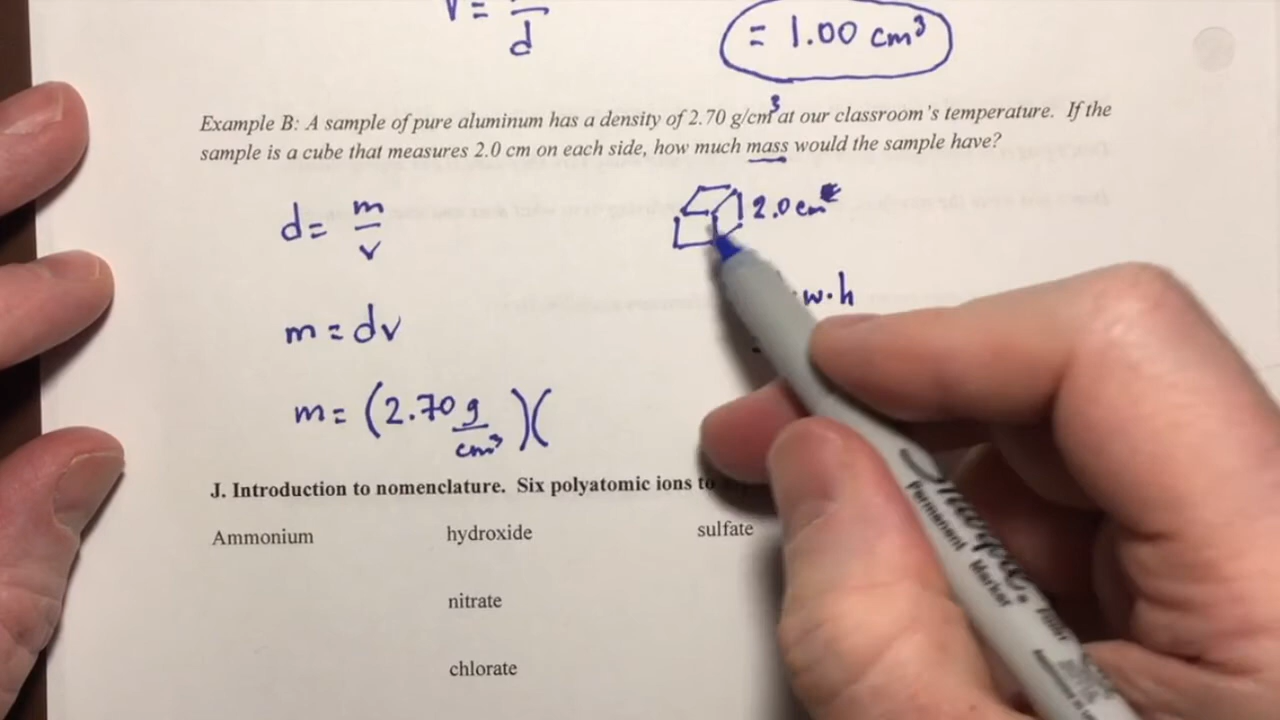 V = — d
= 1.00 cm³
Example B: A sample of pure aluminum has a density of 2.70 g/cm³ at our classroom's temperature. If the
sample is a cube that measures 2.0 cm on each side, how much mass would the sample have?
d = m/v
2.0 cm
w·h
m = dv
m = (2.70 g/cm³)(
J. Introduction to nomenclature. Six polyatomic ions to
Ammonium hydroxide sulfate
nitrate
chlorate
Sharpie.
Permanent Marker